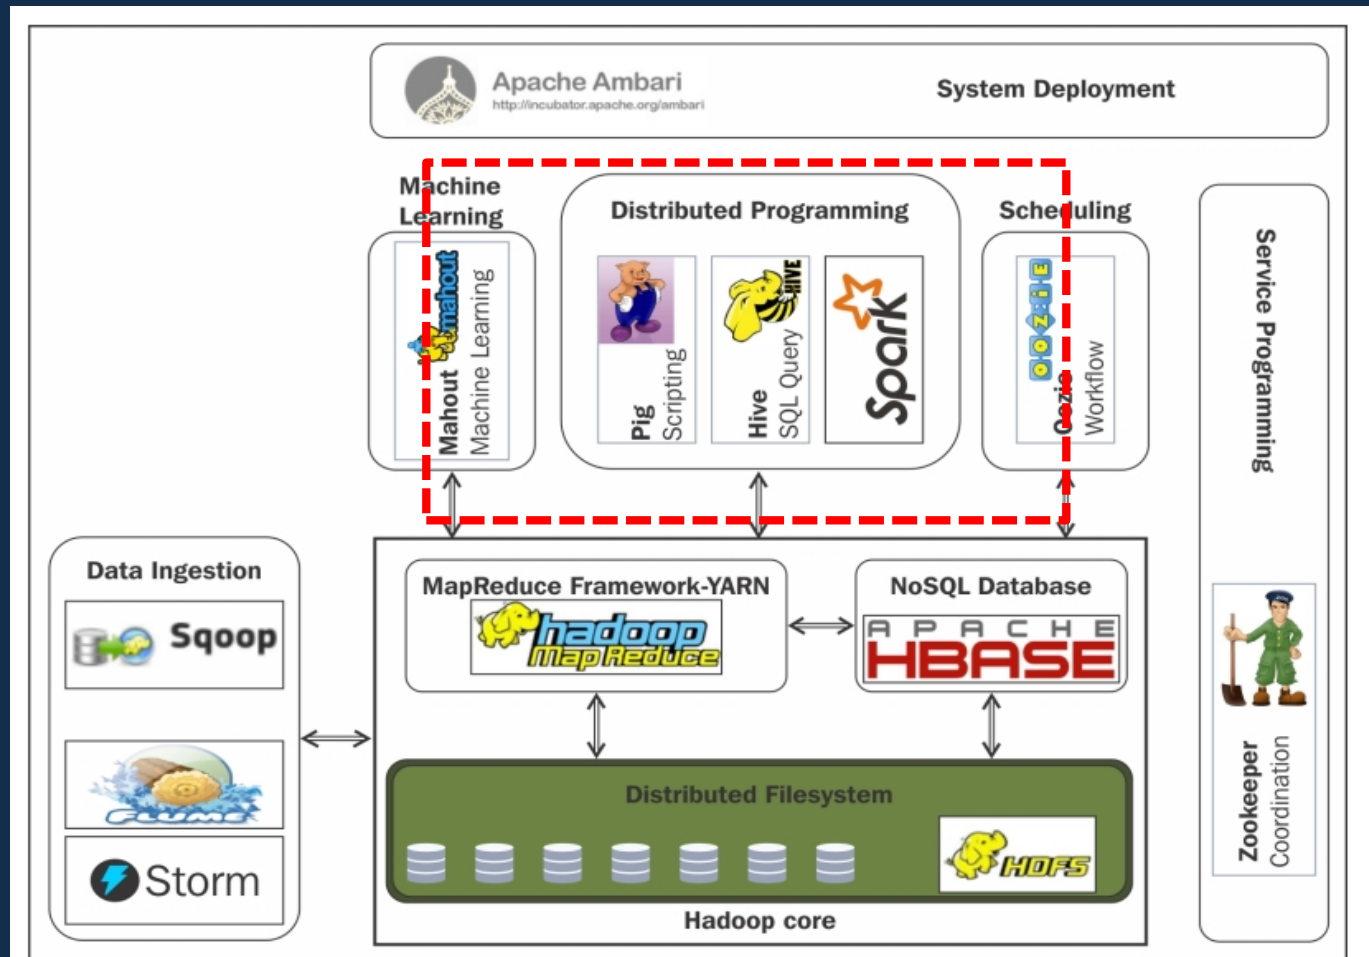 Apache Ambari
http://incubator.apache.org/ambari
System Deployment
Machine
Learning
mahout
Mahout
Machine Learning
Distributed Programming
Pig
Scripting
HIVE
Hive
SQL Query
Spark
Scheduling
OOZIE
Oozie
Workflow
Service Programming
Zookeeper
Coordination
Data Ingestion
Sqoop
FLUME
Storm
MapReduce Framework-YARN
hadoop
Map Reduce
NoSQL Database
APACHE
HBASE
Distributed Filesystem
HDFS
Hadoop core